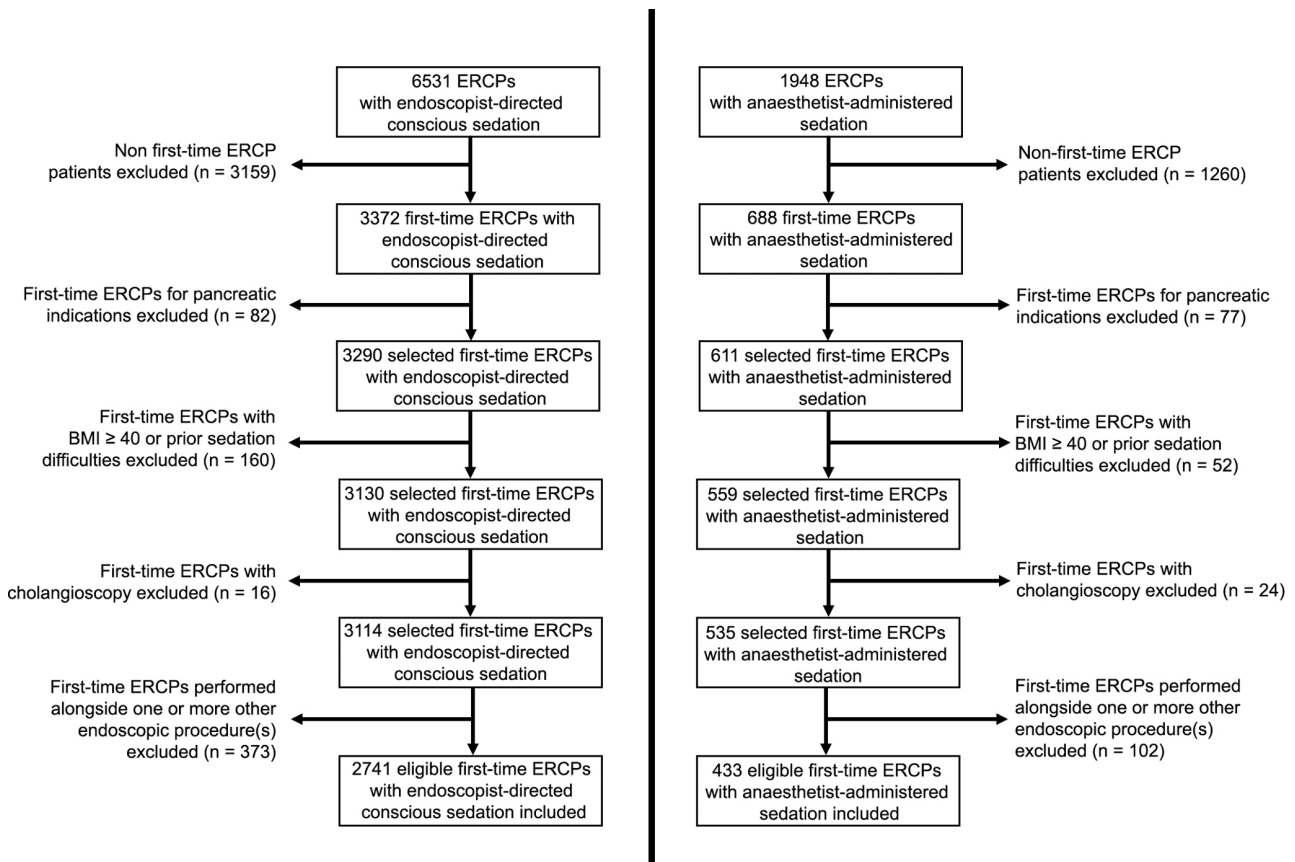 6531 ERCPs
with endoscopist-directed
conscious sedation
Non first-time ERCP
patients excluded (n = 3159)
3372 first-time ERCPs with
endoscopist-directed
conscious sedation
First-time ERCPs for pancreatic
indications excluded (n = 82)
3290 selected first-time ERCPs
with endoscopist-directed
conscious sedation
First-time ERCPs with
BMI ≥ 40 or prior sedation
difficulties excluded (n = 160)
3130 selected first-time ERCPs
with endoscopist-directed
conscious sedation
First-time ERCPs with
cholangioscopy excluded (n = 16)
3114 selected first-time ERCPs
with endoscopist-directed
conscious sedation
First-time ERCPs performed
alongside one or more other
endoscopic procedure(s)
excluded (n = 373)
2741 eligible first-time ERCPs
with endoscopist-directed
conscious sedation included
1948 ERCPs
with anaesthetist-administered
sedation
Non-first-time ERCP
patients excluded (n = 1260)
688 first-time ERCPs
with anaesthetist-administered
sedation
First-time ERCPs for pancreatic
indications excluded (n = 77)
611 selected first-time ERCPs
with anaesthetist-administered
sedation
First-time ERCPs with
BMI ≥ 40 or prior sedation
difficulties excluded (n = 52)
559 selected first-time ERCPs
with anaesthetist-administered
sedation
First-time ERCPs with
cholangioscopy excluded (n = 24)
535 selected first-time ERCPs
with anaesthetist-administered
sedation
First-time ERCPs performed
alongside one or more other
endoscopic procedure(s)
excluded (n = 102)
433 eligible first-time ERCPs
with anaesthetist-administered
sedation included